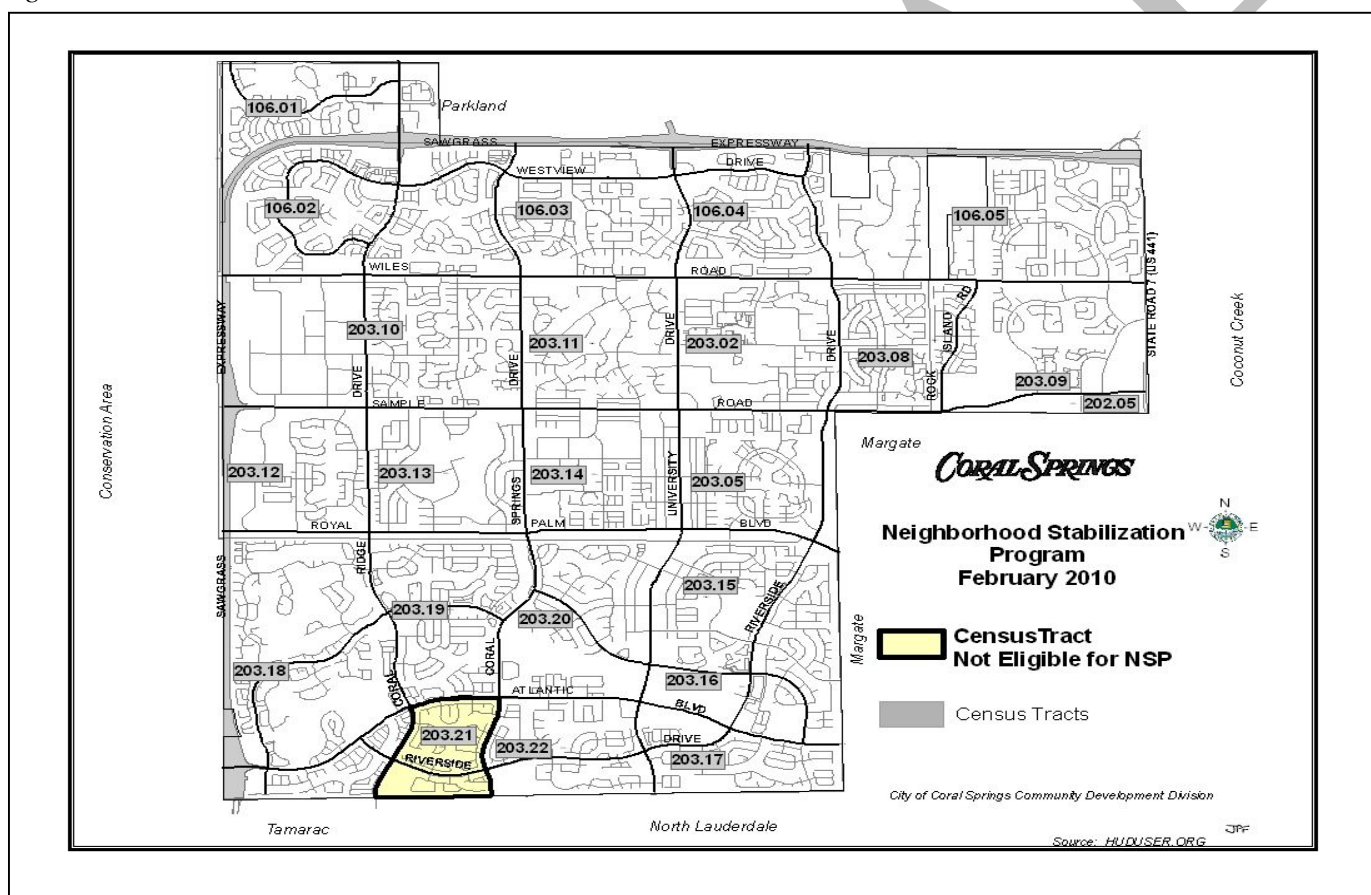 106.01
Parkland
SAWGRASS
EXPRESSWAY
WESTVIEW
DRIVE
106.02
106.03
106.04
106.05
WILES
ROAD
STATE ROAD 7 (US 441)
EXPRESSWAY
203.10
203.11
203.02
203.08
ISLAND
RD
203.09
DRIVE
DRIVE
DRIVE
DRIVE
ROCK
Coconut Creek
SAMPLE
ROAD
202.05
Conservation Area
Margate
203.12
203.13
203.14
203.05
CORAL SPRINGS
SPRINGS
UNIVERSITY
ROYAL
PALM
BLVD
Neighborhood Stabilization
Program
February 2010
N
W
E
S
RIDGE
SAWGRASS
203.15
RIVERSIDE
203.19
203.20
CORAL
Margate
Census Tract
Not Eligible for NSP
203.18
203.16
CORAL
ATLANTIC
BLVD
Census Tracts
203.21
203.22
DRIVE
203.17
RIVERSIDE
City of Coral Springs Community Development Division
Tamarac
North Lauderdale
JPF
Source: HUDUSER.ORG